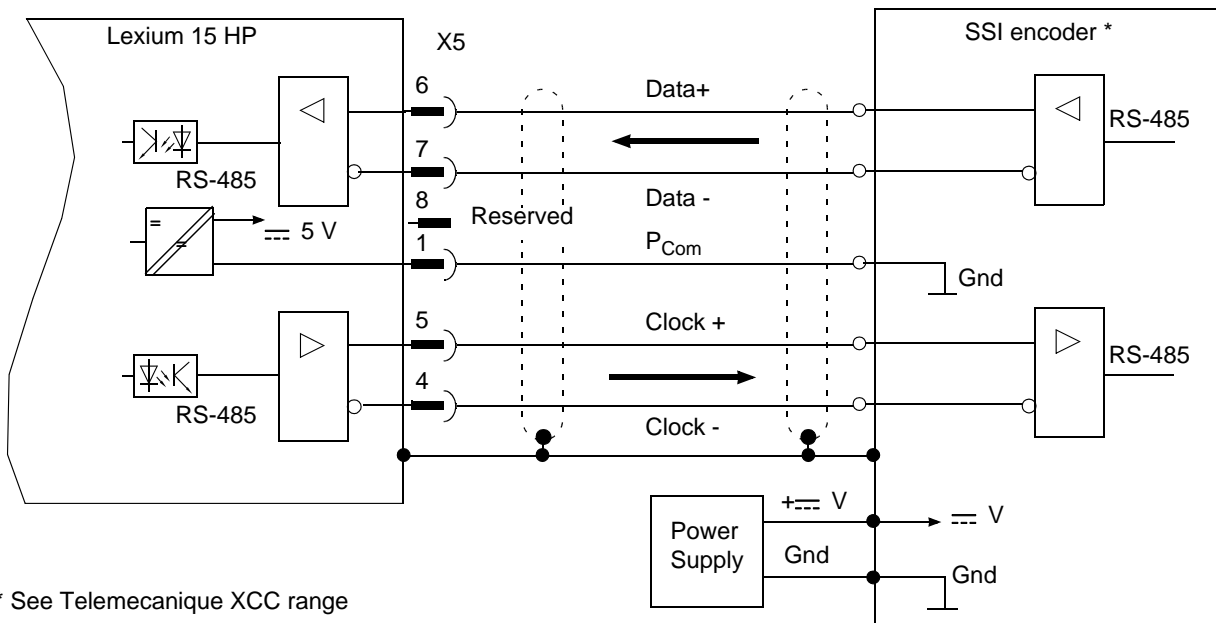 Lexium 15 HP
X5
SSI encoder *
6
Data+
RS-485
7
RS-485
Data -
8
Reserved
= = 5 V
1
P_Com
Gnd
5
Clock +
RS-485
4
RS-485
Clock -
+ V
V
Power
Supply
Gnd
Gnd
* See Telemecanique XCC range